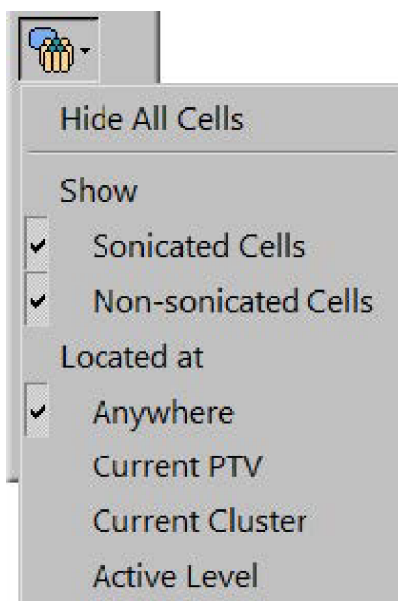 Hide All Cells
Show
Sonicated Cells
Non-sonicated Cells
Located at
Anywhere
Current PTV
Current Cluster
Active Level